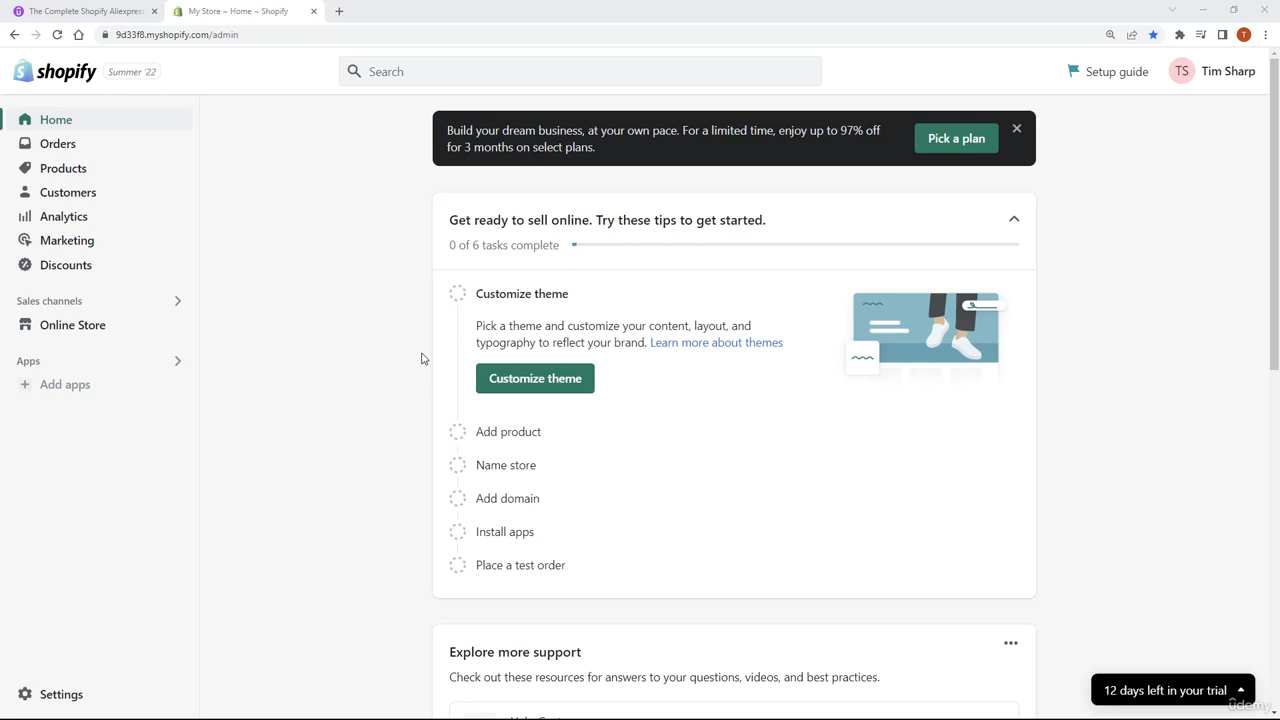 The Complete Shopify Aliexpres
My Store ~ Home ~ Shopify
9d33f8.myshopify.com/admin
T
shopify
Summer '22
Search
Setup guide
TS
Tim Sharp
Home
Orders
Products
Customers
Analytics
Marketing
Discounts
Sales channels
Online Store
Apps
Add apps
Settings
Build your dream business, at your own pace. For a limited time, enjoy up to 97% off
for 3 months on select plans.
Pick a plan
Get ready to sell online. Try these tips to get started.
0 of 6 tasks complete
Customize theme
Pick a theme and customize your content, layout, and
typography to reflect your brand. Learn more about themes
Customize theme
Add product
Name store
Add domain
Install apps
Place a test order
Explore more support
Check out these resources for answers to your questions, videos, and best practices.
12 days left in your trial
ûdemy